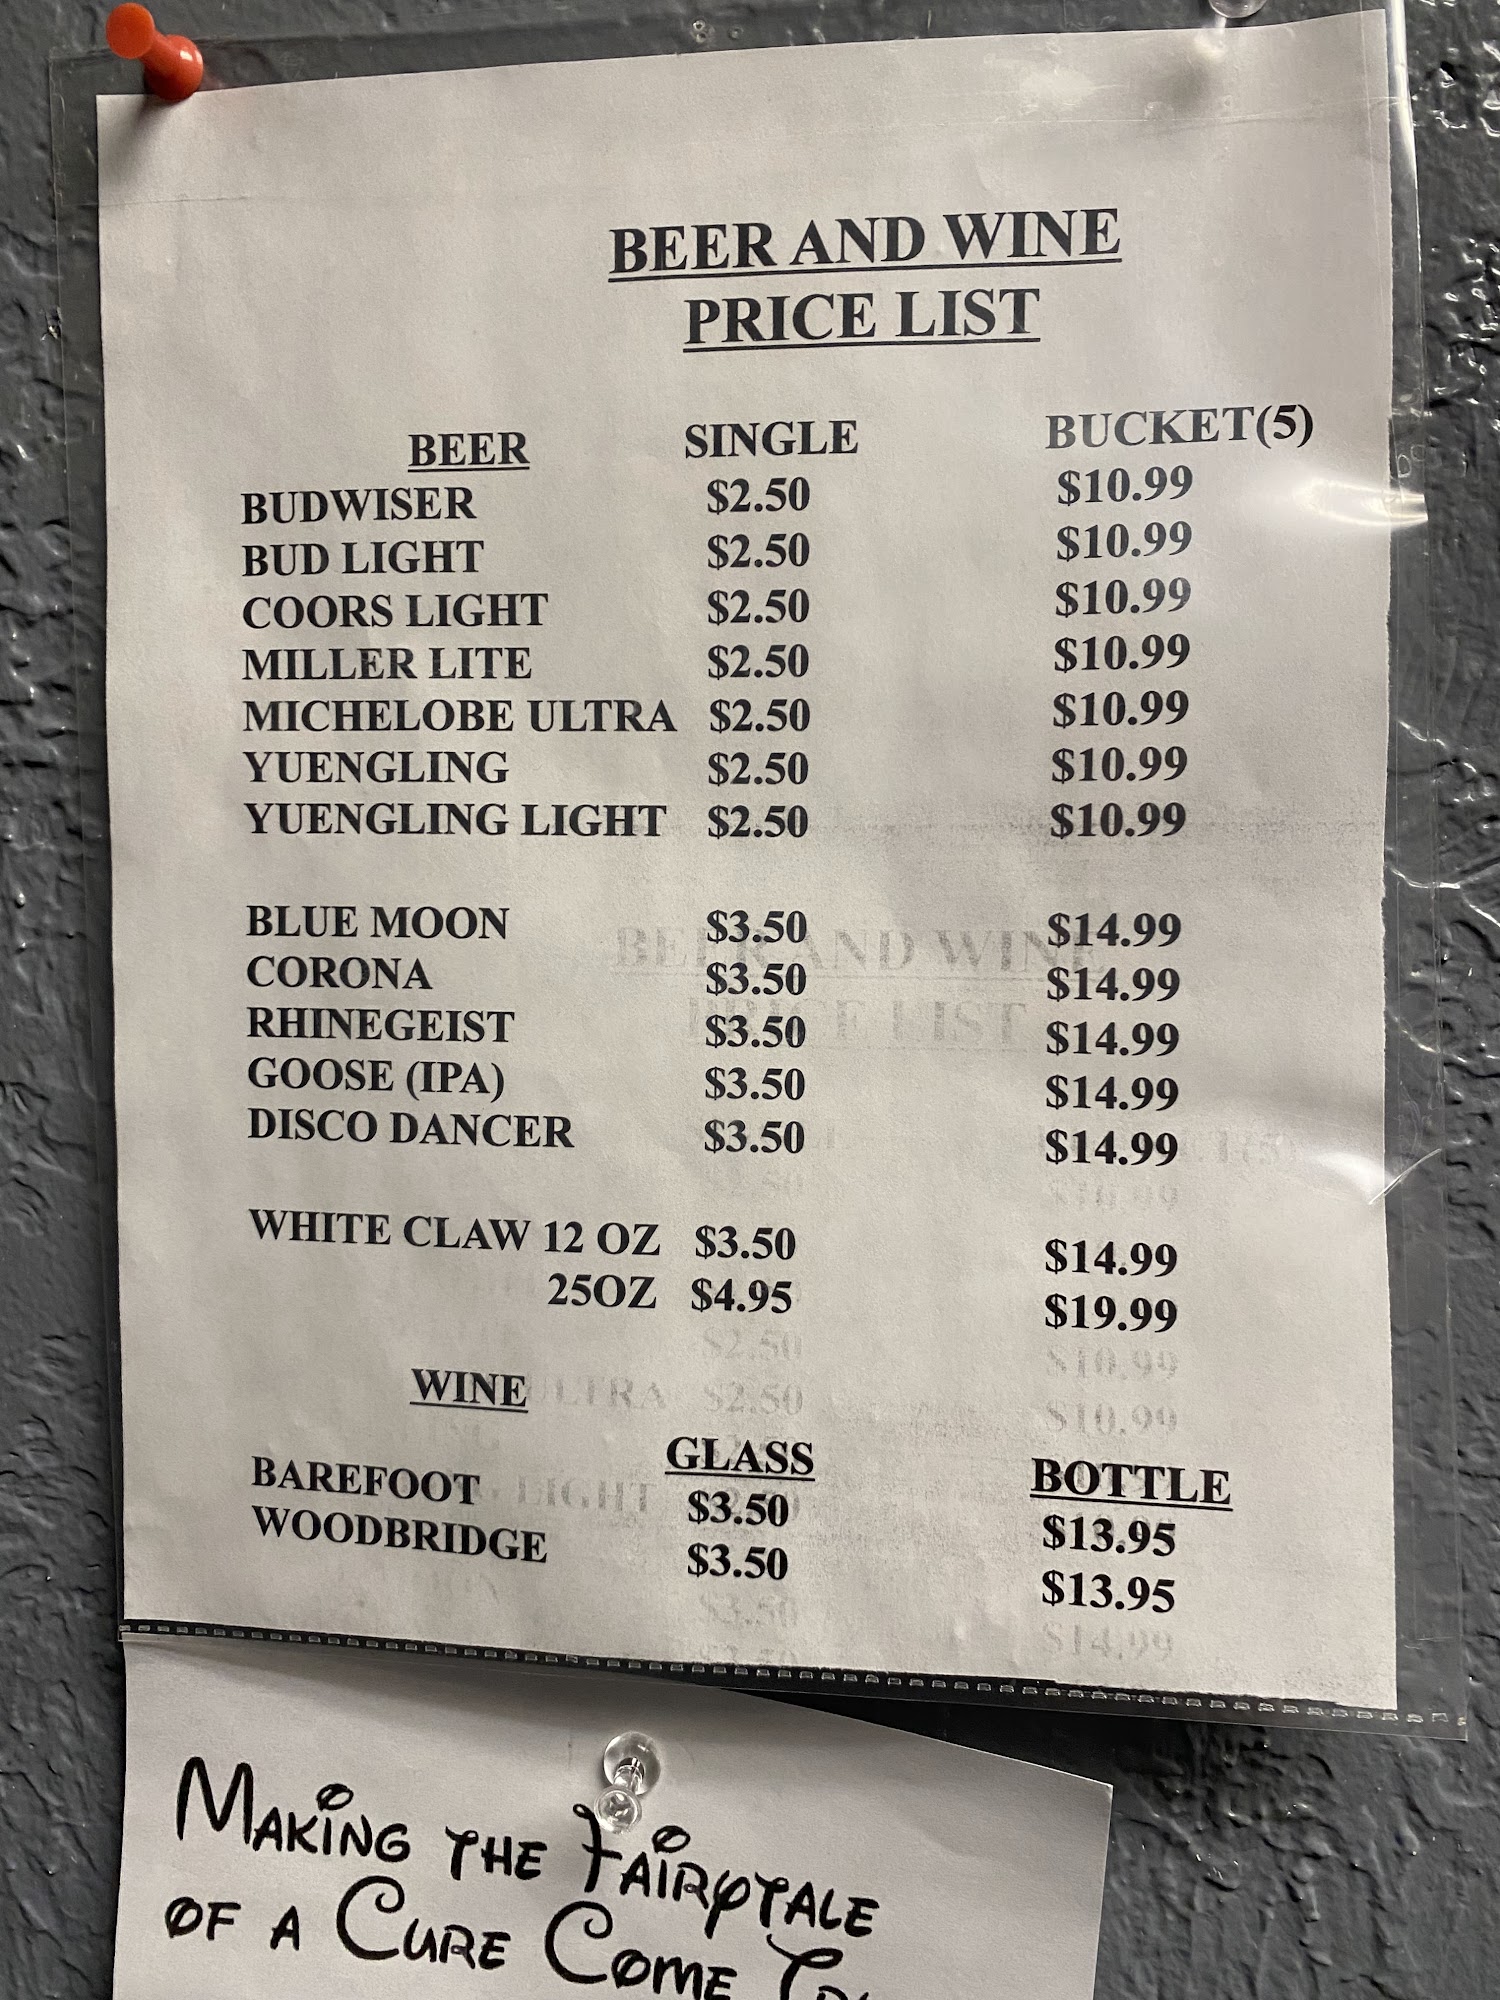 BEER AND WINE
PRICE LIST
BEER SINGLE BUCKET(5)
BUDWISER $2.50 $10.99
BUD LIGHT $2.50 $10.99
COORS LIGHT $2.50 $10.99
MILLER LITE $2.50 $10.99
MICHELOBE ULTRA $2.50 $10.99
YUENGLING $2.50 $10.99
YUENGLING LIGHT $2.50 $10.99
BLUE MOON $3.50 $14.99
CORONA $3.50 $14.99
RHINEGEIST $3.50 $14.99
GOOSE (IPA) $3.50 $14.99
DISCO DANCER $3.50 $14.99
WHITE CLAW 12 OZ $3.50 $14.99
25OZ $4.95 $19.99
WINE
GLASS BOTTLE
BAREFOOT $3.50 $13.95
WOODBRIDGE $3.50 $13.95
MAKING THE FAIRYTALE
OF A CURE COME